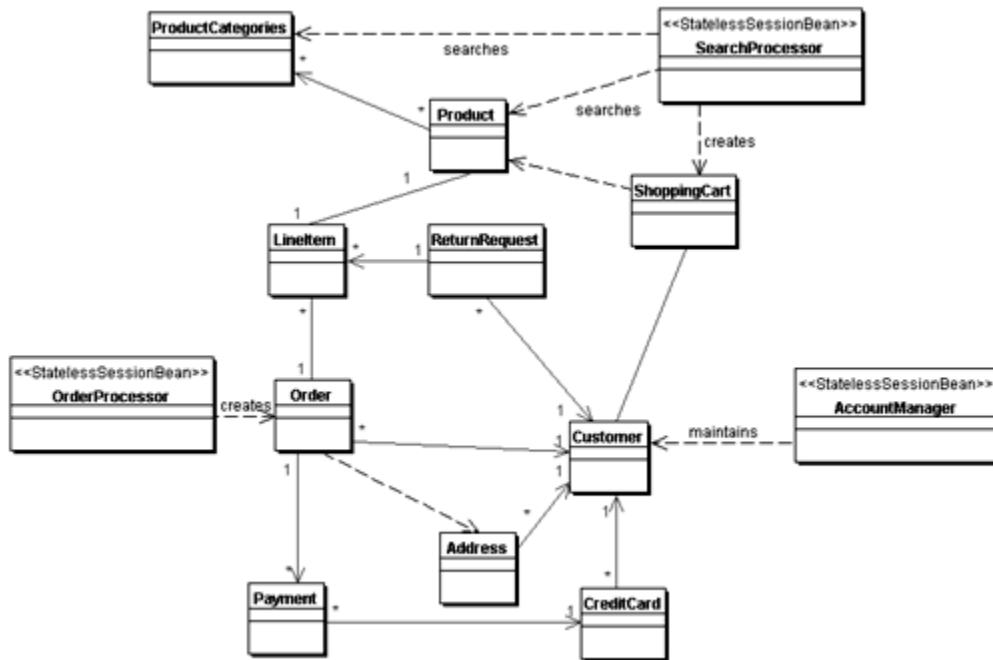 <<StatelessSessionBean>>
ProductCategories
SearchProcessor
searches
*
*
Product
searches
creates
1
ShoppingCart
1
LineItem
1
ReturnRequest
*
*
*
1
<<StatelessSessionBean>>
<<StatelessSessionBean>>
OrderProcessor
Order
AccountManager
creates
1
*
1
Customer
maintains
1
1
*
1
Address
*
*
Payment
*
1
CreditCard